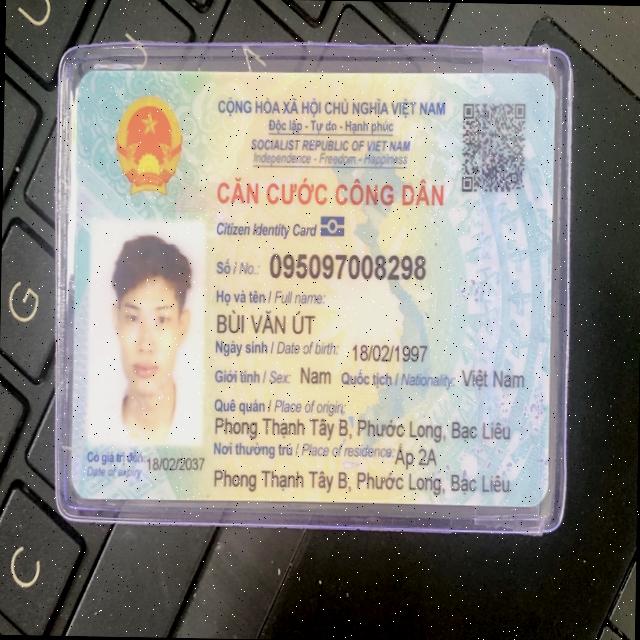 U
V
A
CỘNG HÒA XÃ HỘI CHỦ NGHĨA VIỆT NAM
Độc lập - Tự do - Hạnh phúc
SOCIALIST REPUBLIC OF VIET NAM
Independence - Freedom - Happiness
CĂN CƯỚC CÔNG DÂN
Citizen Identity Card
Số / No.: 095097008298
Họ và tên / Full name:
BÙI VĂN ÚT
Ngày sinh / Date of birth: 18/02/1997
Giới tính / Sex: Nam Quốc tịch / Nationality: Việt Nam
Quê quán / Place of origin:
Phong Thạnh Tây B, Phước Long, Bạc Liêu
Nơi thường trú / Place of residence: Ấp 2A
Phong Thạnh Tây B, Phước Long, Bạc Liêu
Có giá trị đến: 18/02/2037
Date of expiry
G
C